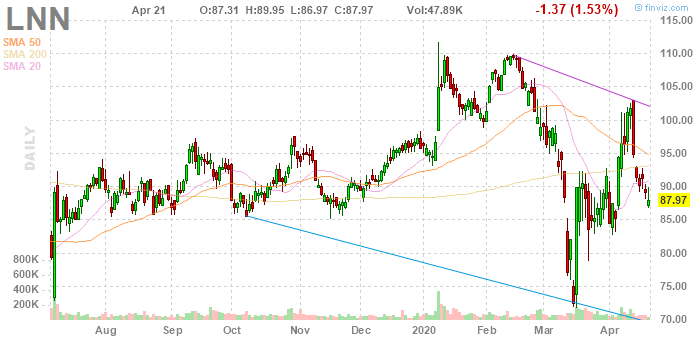 LNN
Apr 21 O:87.31 H:89.95 L:86.97 C:87.97 Vol:47.89K -1.37 (1.53%)
© finviz.com
SMA 50
SMA 200
SMA 20
DAILY
115.00
110.00
105.00
100.00
95.00
90.00
87.97
85.00
80.00
75.00
70.00
800K
600K
400K
200K
Aug Sep Oct Nov Dec 2020 Feb Mar Apr